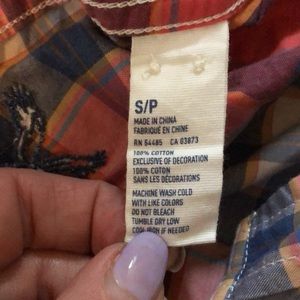 S/P
MADE IN CHINA
FABRIQUÉ EN CHINE
RN 54485 CA 03873
100% COTTON
EXCLUSIVE OF DECORATION
100% COTON
SANS LES DÉCORATIONS
MACHINE WASH COLD
WITH LIKE COLORS
DO NOT BLEACH
TUMBLE DRY LOW
COOL IRON IF NEEDED